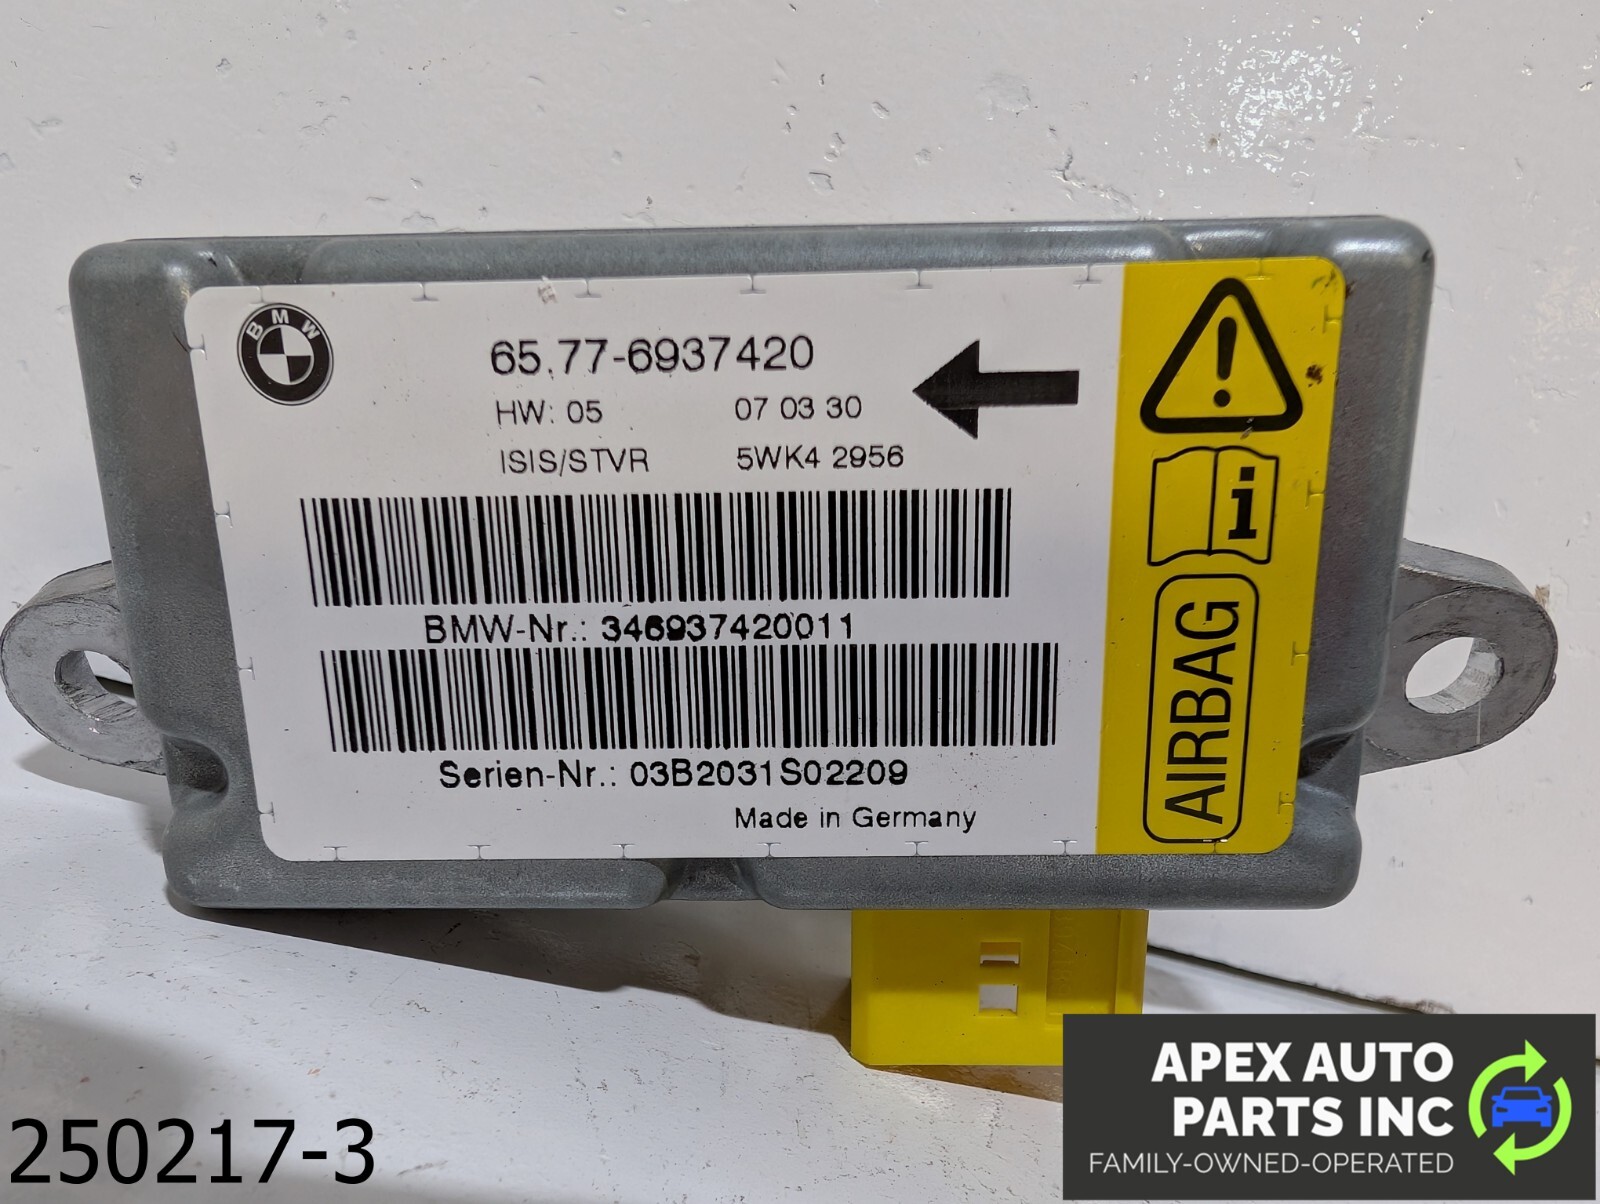 BMW
65.77-6937420
HW: 05 07 03 30
ISIS/STVR 5WK4 2956
BMW-Nr.: 346937420011
Serien-Nr.: 03B2031S02209
Made in Germany
i
AIRBAG
250217-3
APEX AUTO
PARTS INC
FAMILY-OWNED-OPERATED